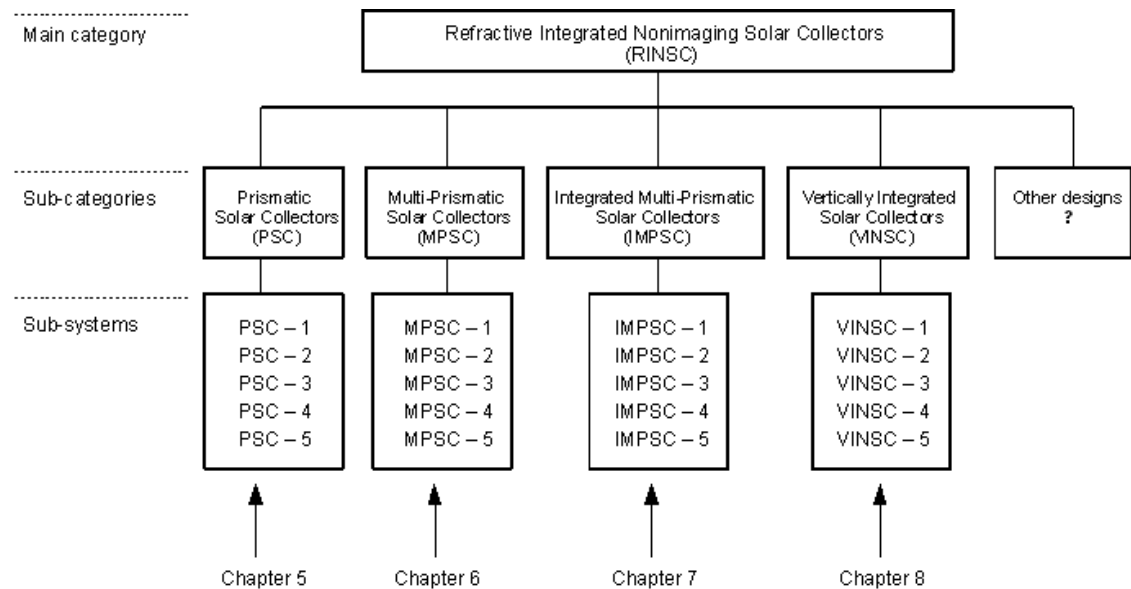 Main category
Refractive Integrated Nonimaging Solar Collectors
(RINSC)
Sub-categories
Prismatic
Solar Collectors
(PSC)
Multi-Prismatic
Solar Collectors
(MPSC)
Integrated Multi-Prismatic
Solar Collectors
(IMPSC)
Vertically Integrated
Solar Collectors
(VINSC)
Other designs
?
Sub-systems
PSC – 1
PSC – 2
PSC – 3
PSC – 4
PSC – 5
MPSC – 1
MPSC – 2
MPSC – 3
MPSC – 4
MPSC – 5
IMPSC – 1
IMPSC – 2
IMPSC – 3
IMPSC – 4
IMPSC – 5
VINSC – 1
VINSC – 2
VINSC – 3
VINSC – 4
VINSC – 5
Chapter 5
Chapter 6
Chapter 7
Chapter 8